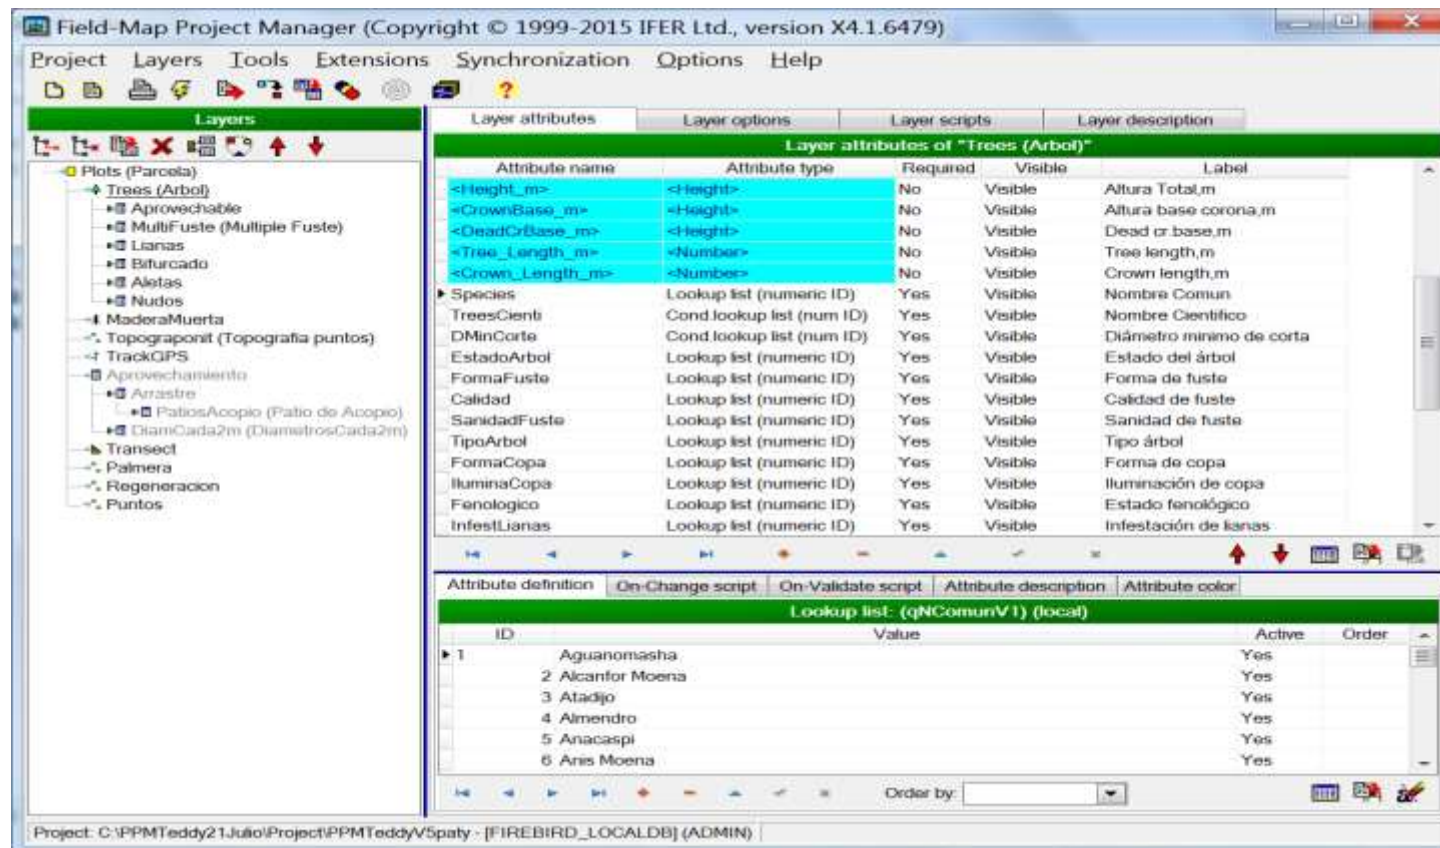 Field-Map Project Manager (Copyright © 1999-2015 IFER Ltd., version X4.1.6479)
Project Layers Tools Extensions Synchronization Options Help
Layers
Plots (Parcela)
Trees (Arbol)
Aprovechable
MultiFuste (Multiple Fuste)
Lianas
Bifurcado
Aletas
Nudos
MaderaMuerta
Topograponit (Topografia puntos)
TrackGPS
Aprovechamiento
Arrastre
PatiosAcopio (Patio de Acopio)
DiamCada2m (DiametrosCada2m)
Transect
Palmera
Regeneracion
Puntos
Layer attributes Layer options Layer scripts Layer description
Layer attributes of "Trees (Arbol)"
Attribute name Attribute type Required Visible Label
<Height_m> <Height> No Visible Altura Total,m
<CrownBase_m> <Height> No Visible Altura base corona,m
<DeadCrBase_m> <Height> No Visible Dead cr.base,m
<Tree_Length_m> <Number> No Visible Tree length,m
<Crown_Length_m> <Number> No Visible Crown length,m
Species Lookup list (numeric ID) Yes Visible Nombre Comun
TreesCienti Cond.lookup list (num ID) Yes Visible Nombre Cientifico
DMinCorte Cond.lookup list (num ID) Yes Visible Diámetro minimo de corta
EstadoArbol Lookup list (numeric ID) Yes Visible Estado del árbol
FormaFuste Lookup list (numeric ID) Yes Visible Forma de fuste
Calidad Lookup list (numeric ID) Yes Visible Calidad de fuste
SanidadFuste Lookup list (numeric ID) Yes Visible Sanidad de fuste
TipoArbol Lookup list (numeric ID) Yes Visible Tipo árbol
FormaCopa Lookup list (numeric ID) Yes Visible Forma de copa
IluminaCopa Lookup list (numeric ID) Yes Visible Iluminación de copa
Fenologico Lookup list (numeric ID) Yes Visible Estado fenológico
InfestLianas Lookup list (numeric ID) Yes Visible Infestación de lianas
Attribute definition On-Change script On-Validate script Attribute description Attribute color
Lookup list: (qNComunV1) (local)
ID Value Active Order
1 Aguanomasha Yes
2 Alcanfor Moena Yes
3 Atadijo Yes
4 Almendro Yes
5 Anacaspi Yes
6 Anis Moena Yes
Order by:
Project: C:\PPMTeddy21Julio\Project\PPMTeddyV5paty - [FIREBIRD_LOCALDB] (ADMIN)